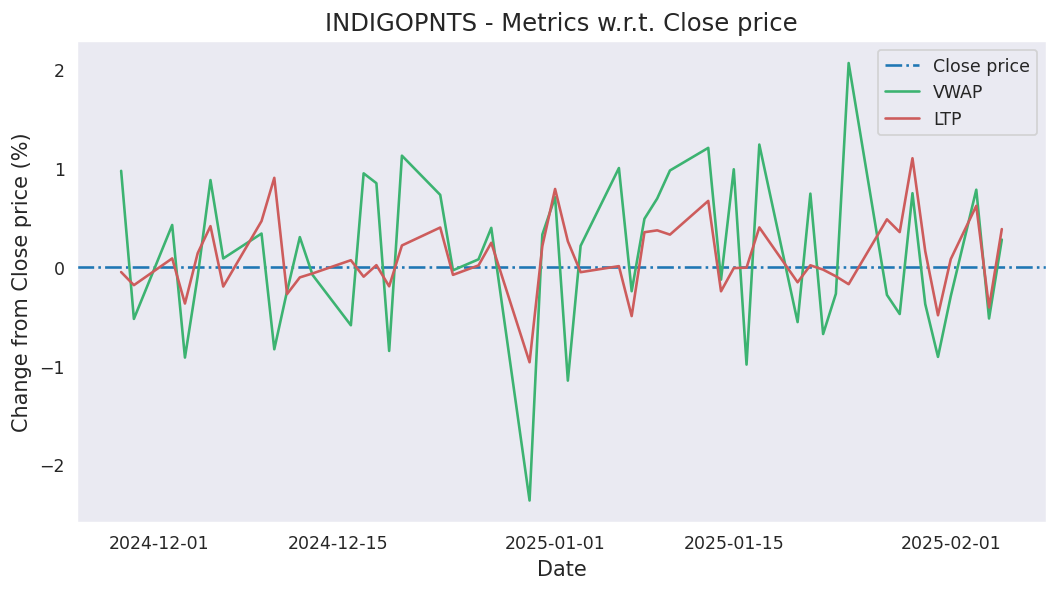 INDIGOPNTS - Metrics w.r.t. Close price
Close price
VWAP
LTP
Change from Close price (%)
2
1
0
−1
−2
2024-12-01
2024-12-15
2025-01-01
2025-01-15
2025-02-01
Date